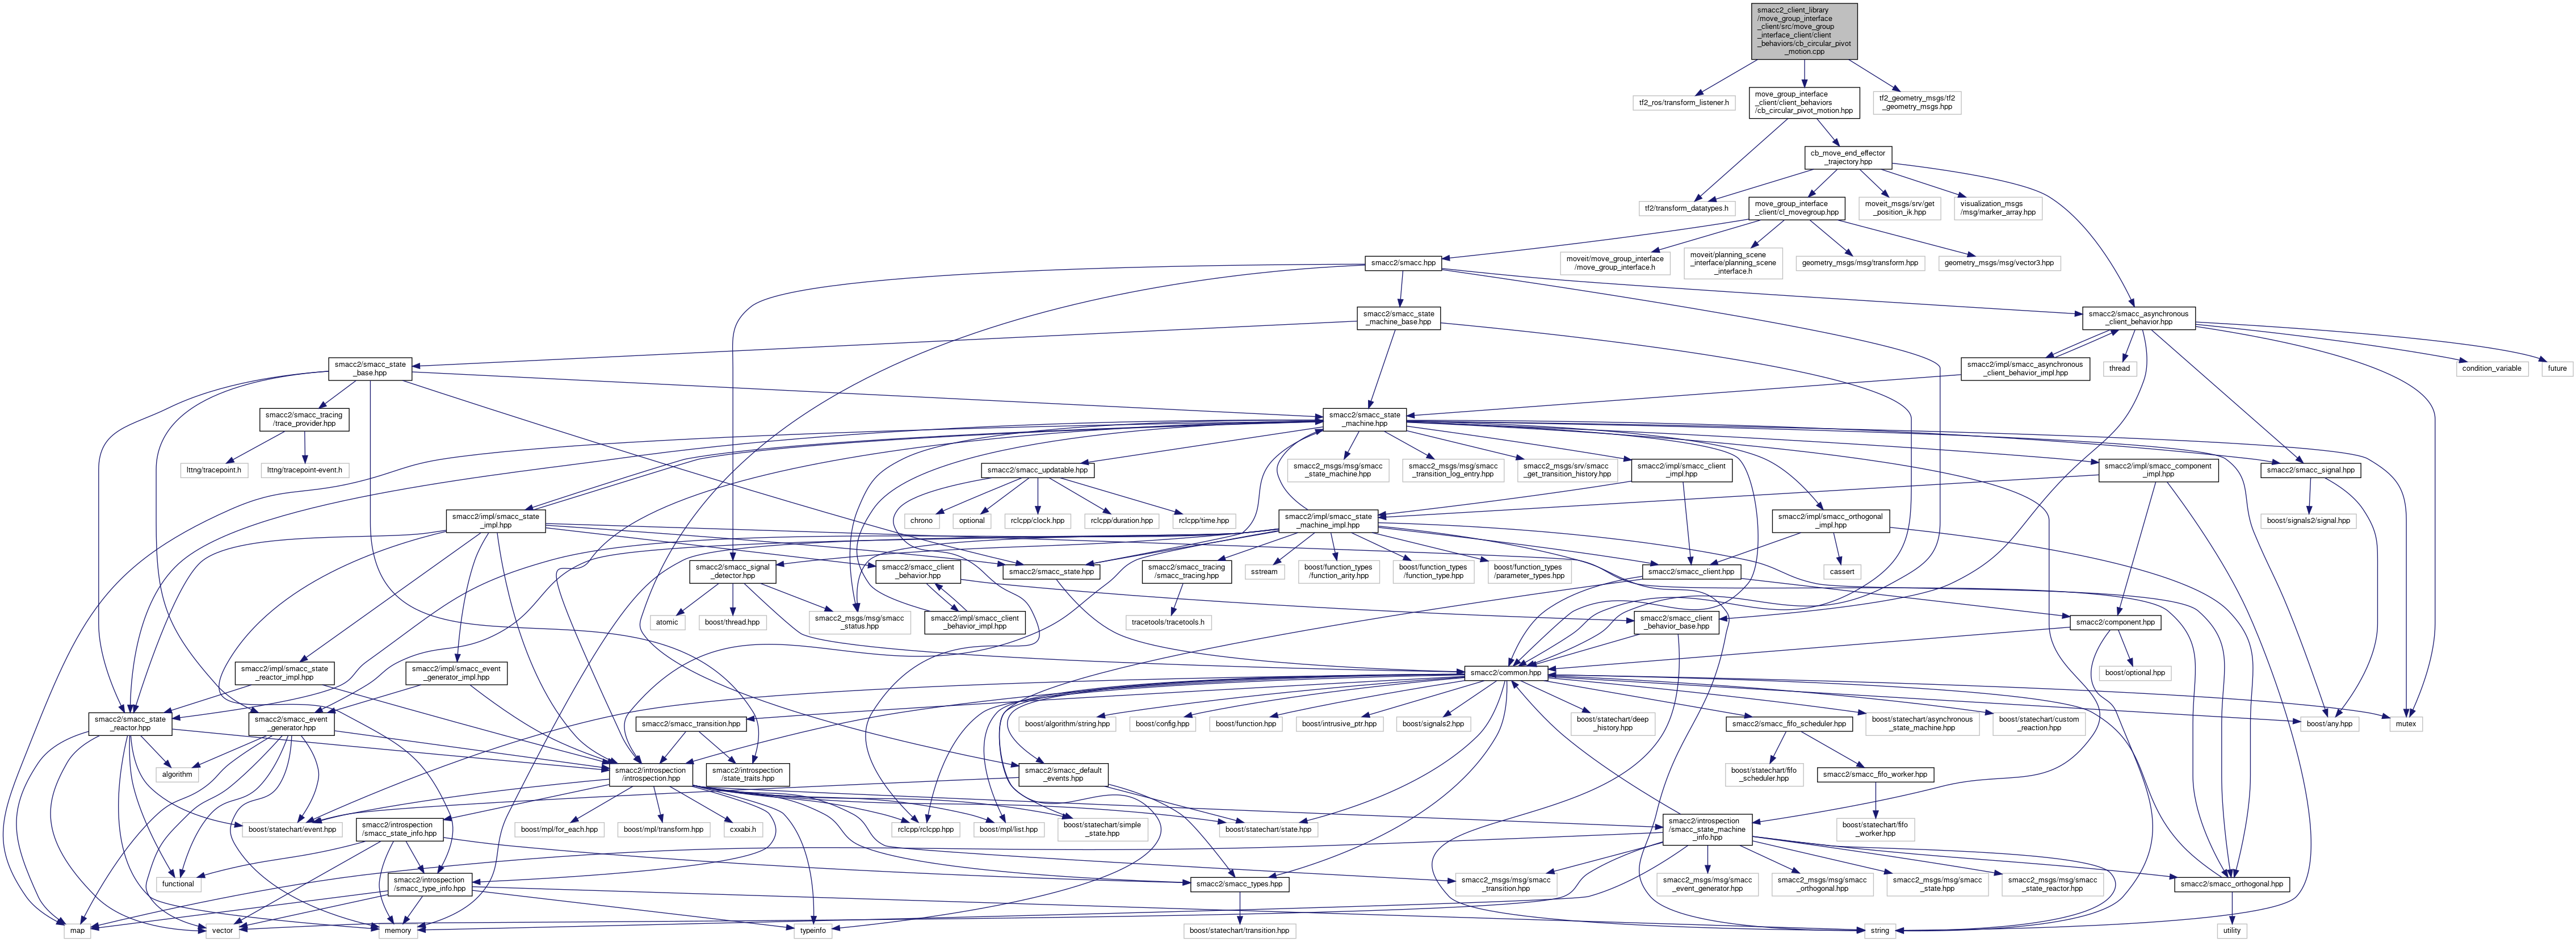 smacc2_client_library
/move_group_interface
_client/src/move_group
_interface_client/client
_behaviors/cb_circular_pivot
_motion.cpp
tf2_ros/transform_listener.h
move_group_interface
_client/client_behaviors
/cb_circular_pivot_motion.hpp
tf2_geometry_msgs/tf2
_geometry_msgs.hpp
cb_move_end_effector
_trajectory.hpp
tf2/transform_datatypes.h
move_group_interface
_client/cl_movegroup.hpp
moveit_msgs/srv/get
_position_ik.hpp
visualization_msgs
/msg/marker_array.hpp
smacc2/smacc.hpp
moveit/move_group_interface
/move_group_interface.h
moveit/planning_scene
_interface/planning_scene
_interface.h
geometry_msgs/msg/transform.hpp
geometry_msgs/msg/vector3.hpp
smacc2/smacc_state
_machine_base.hpp
smacc2/smacc_asynchronous
_client_behavior.hpp
smacc2/smacc_state
_base.hpp
smacc2/impl/smacc_asynchronous
_client_behavior_impl.hpp
thread
condition_variable
future
smacc2/smacc_tracing
/trace_provider.hpp
smacc2/smacc_state
_machine.hpp
lttng/tracepoint.h
lttng/tracepoint-event.h
smacc2/smacc_updatable.hpp
smacc2_msgs/msg/smacc
_state_machine.hpp
smacc2_msgs/msg/smacc
_transition_log_entry.hpp
smacc2_msgs/srv/smacc
_get_transition_history.hpp
smacc2/impl/smacc_client
_impl.hpp
smacc2/impl/smacc_component
_impl.hpp
smacc2/smacc_signal.hpp
smacc2/impl/smacc_state
_impl.hpp
chrono
optional
rclcpp/clock.hpp
rclcpp/duration.hpp
rclcpp/time.hpp
smacc2/impl/smacc_state
_machine_impl.hpp
smacc2/impl/smacc_orthogonal
_impl.hpp
boost/signals2/signal.hpp
smacc2/smacc_signal
_detector.hpp
smacc2/smacc_client
_behavior.hpp
smacc2/smacc_state.hpp
smacc2/smacc_tracing
/smacc_tracing.hpp
sstream
boost/function_types
/function_arity.hpp
boost/function_types
/function_type.hpp
boost/function_types
/parameter_types.hpp
smacc2/smacc_client.hpp
cassert
atomic
boost/thread.hpp
smacc2_msgs/msg/smacc
_status.hpp
smacc2/impl/smacc_client
_behavior_impl.hpp
tracetools/tracetools.h
smacc2/smacc_client
_behavior_base.hpp
smacc2/component.hpp
smacc2/impl/smacc_state
_reactor_impl.hpp
smacc2/impl/smacc_event
_generator_impl.hpp
smacc2/common.hpp
boost/optional.hpp
smacc2/smacc_state
_reactor.hpp
smacc2/smacc_event
_generator.hpp
smacc2/smacc_transition.hpp
boost/algorithm/string.hpp
boost/config.hpp
boost/function.hpp
boost/intrusive_ptr.hpp
boost/signals2.hpp
boost/statechart/deep
_history.hpp
smacc2/smacc_fifo_scheduler.hpp
boost/statechart/asynchronous
_state_machine.hpp
boost/statechart/custom
_reaction.hpp
boost/any.hpp
mutex
algorithm
smacc2/introspection
/introspection.hpp
smacc2/introspection
/state_traits.hpp
smacc2/smacc_default
_events.hpp
boost/statechart/fifo
_scheduler.hpp
smacc2/smacc_fifo_worker.hpp
boost/statechart/event.hpp
smacc2/introspection
/smacc_state_info.hpp
boost/mpl/for_each.hpp
boost/mpl/transform.hpp
cxxabi.h
rclcpp/rclcpp.hpp
boost/mpl/list.hpp
boost/statechart/simple
_state.hpp
boost/statechart/state.hpp
smacc2/introspection
/smacc_state_machine
_info.hpp
boost/statechart/fifo
_worker.hpp
functional
smacc2/introspection
/smacc_type_info.hpp
smacc2/smacc_types.hpp
smacc2_msgs/msg/smacc
_transition.hpp
smacc2_msgs/msg/smacc
_event_generator.hpp
smacc2_msgs/msg/smacc
_orthogonal.hpp
smacc2_msgs/msg/smacc
_state.hpp
smacc2_msgs/msg/smacc
_state_reactor.hpp
smacc2/smacc_orthogonal.hpp
map
vector
memory
typeinfo
boost/statechart/transition.hpp
string
utility